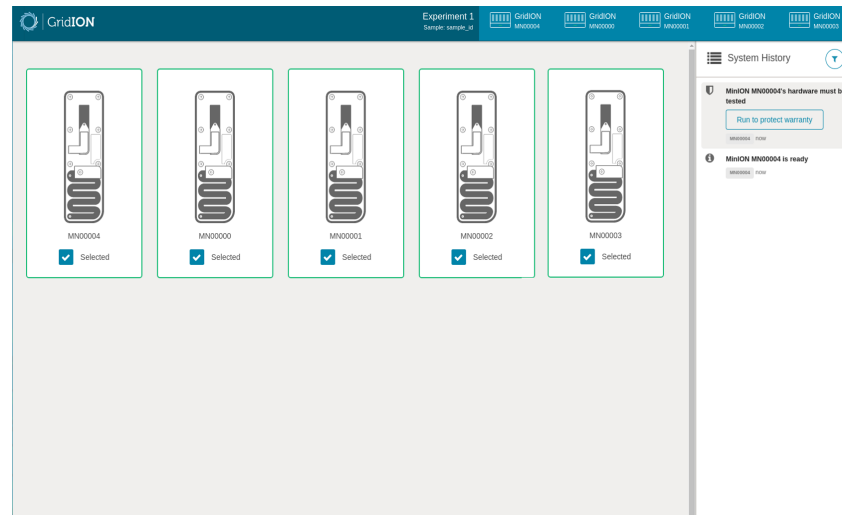 GridION
Experiment 1
Sample: sample_id
GridION
MN00004
GridION
MN00000
GridION
MN00001
GridION
MN00002
GridION
MN00003
System History
MinION MN00004's hardware must b
tested
Run to protect warranty
MN00004 now
MinION MN00004 is ready
MN00004 now
MN00004
MN00000
MN00001
MN00002
MN00003
Selected
Selected
Selected
Selected
Selected